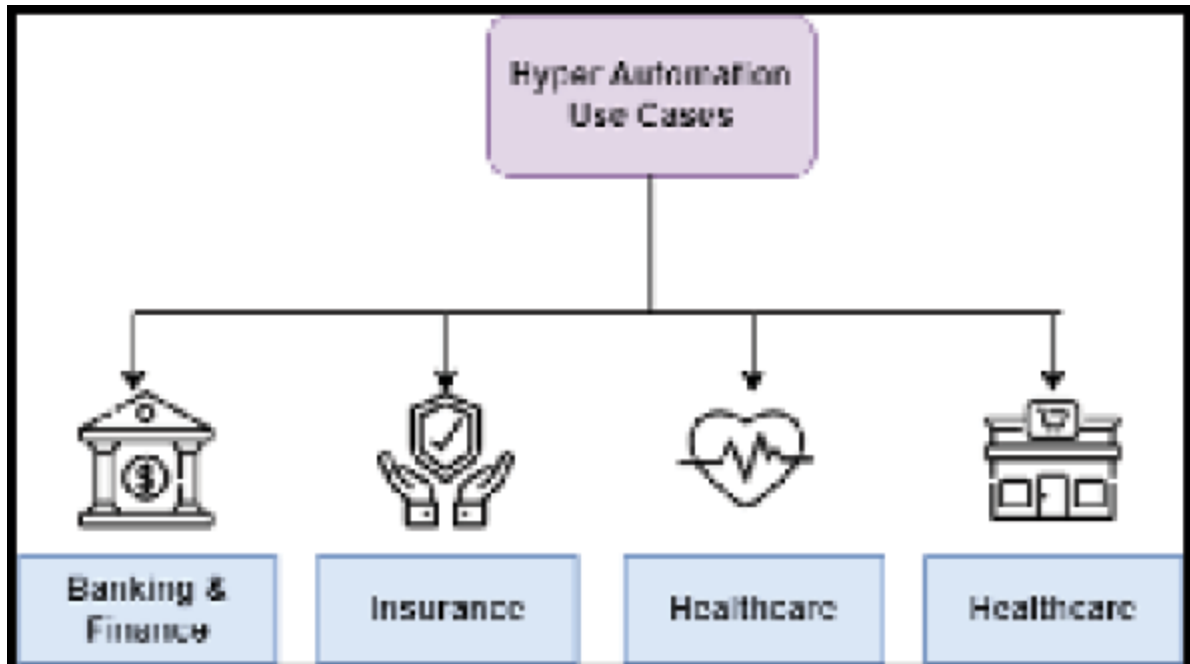 Hyper Automation
Use Cases
Banking &
Finance
Insurance
Healthcare
Healthcare